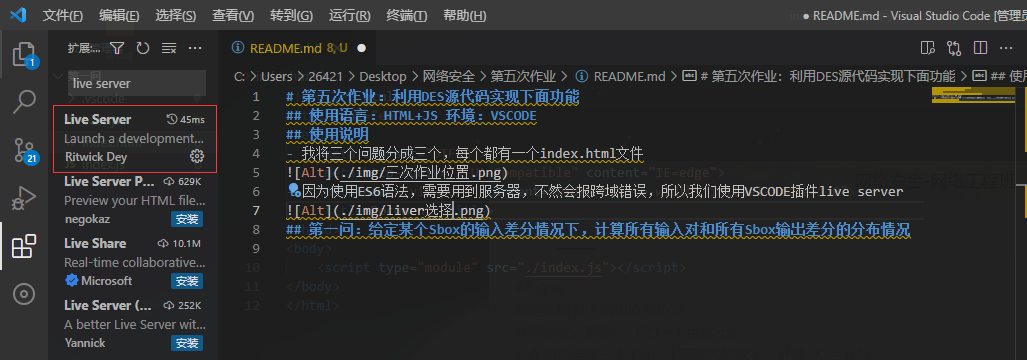 文件(F) 编辑(E) 选择(S) 查看(V) 转到(G) 运行(R) 终端(T) 帮助(H) ● README.md - Visual Studio Code [管理
扩展:...
README.md 8, U ●
live server
C: > Users > 26421 > Desktop > 网络安全 > 第五次作业 > README.md > # 第五次作业：利用DES源代码实现下面功能 > ## 使
Live Server 45ms
Launch a development...
Ritwick Dey
Live Server P... 629K
Preview your HTML file...
negokaz 安装
Live Share 10.1M
Real-time collaborative...
Microsoft 安装
Live Server (... 252K
A better Live Server wit...
Yannick 安装
1
21
1 # 第五次作业：利用DES源代码实现下面功能
2 ## 使用语言：HTML+JS 环境：VSCODE
3 ## 使用说明
4 - 我将三个问题分成三个，每个都有一个index.html文件
5 ![Alt](./img/三次作业位置.png)
mpatible" content="IE=edge">
6 因为使用ES6语法，需要用到服务器，不然会报跨域错误，所以我们使用VSCODE插件live server
7 ![Alt](./img/liver选择.png)
8 ## 第一问：给定某个Sbox的输入差分情况下，计算所有输入对和所有Sbox输出差分的分布情况
9 <body>
10 <script type="module" src="./index.js"></script>
11 </body>
12 </html>